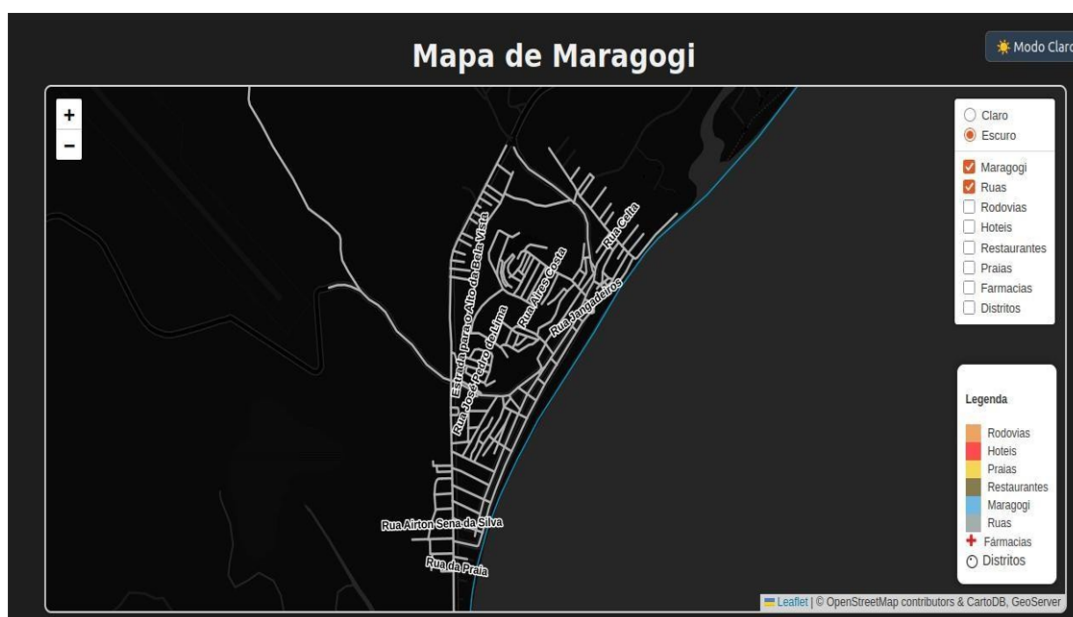 Mapa de Maragogi
☀️ Modo Claro
+
−
Claro
Escuro
Maragogi
Ruas
Rodovias
Hoteis
Restaurantes
Praias
Farmacias
Distritos
Rua Celta
Estrada para o Alto da Bela Vista
Rua Aires Costa
Rua Jangadeiros
Rua José Pedro de Lima
Rua Airton Sena da Silva
Rua da Praia
Legenda
Rodovias
Hoteis
Praias
Restaurantes
Maragogi
Ruas
Fármacias
Distritos
Leaflet | © OpenStreetMap contributors & CartoDB, GeoServer